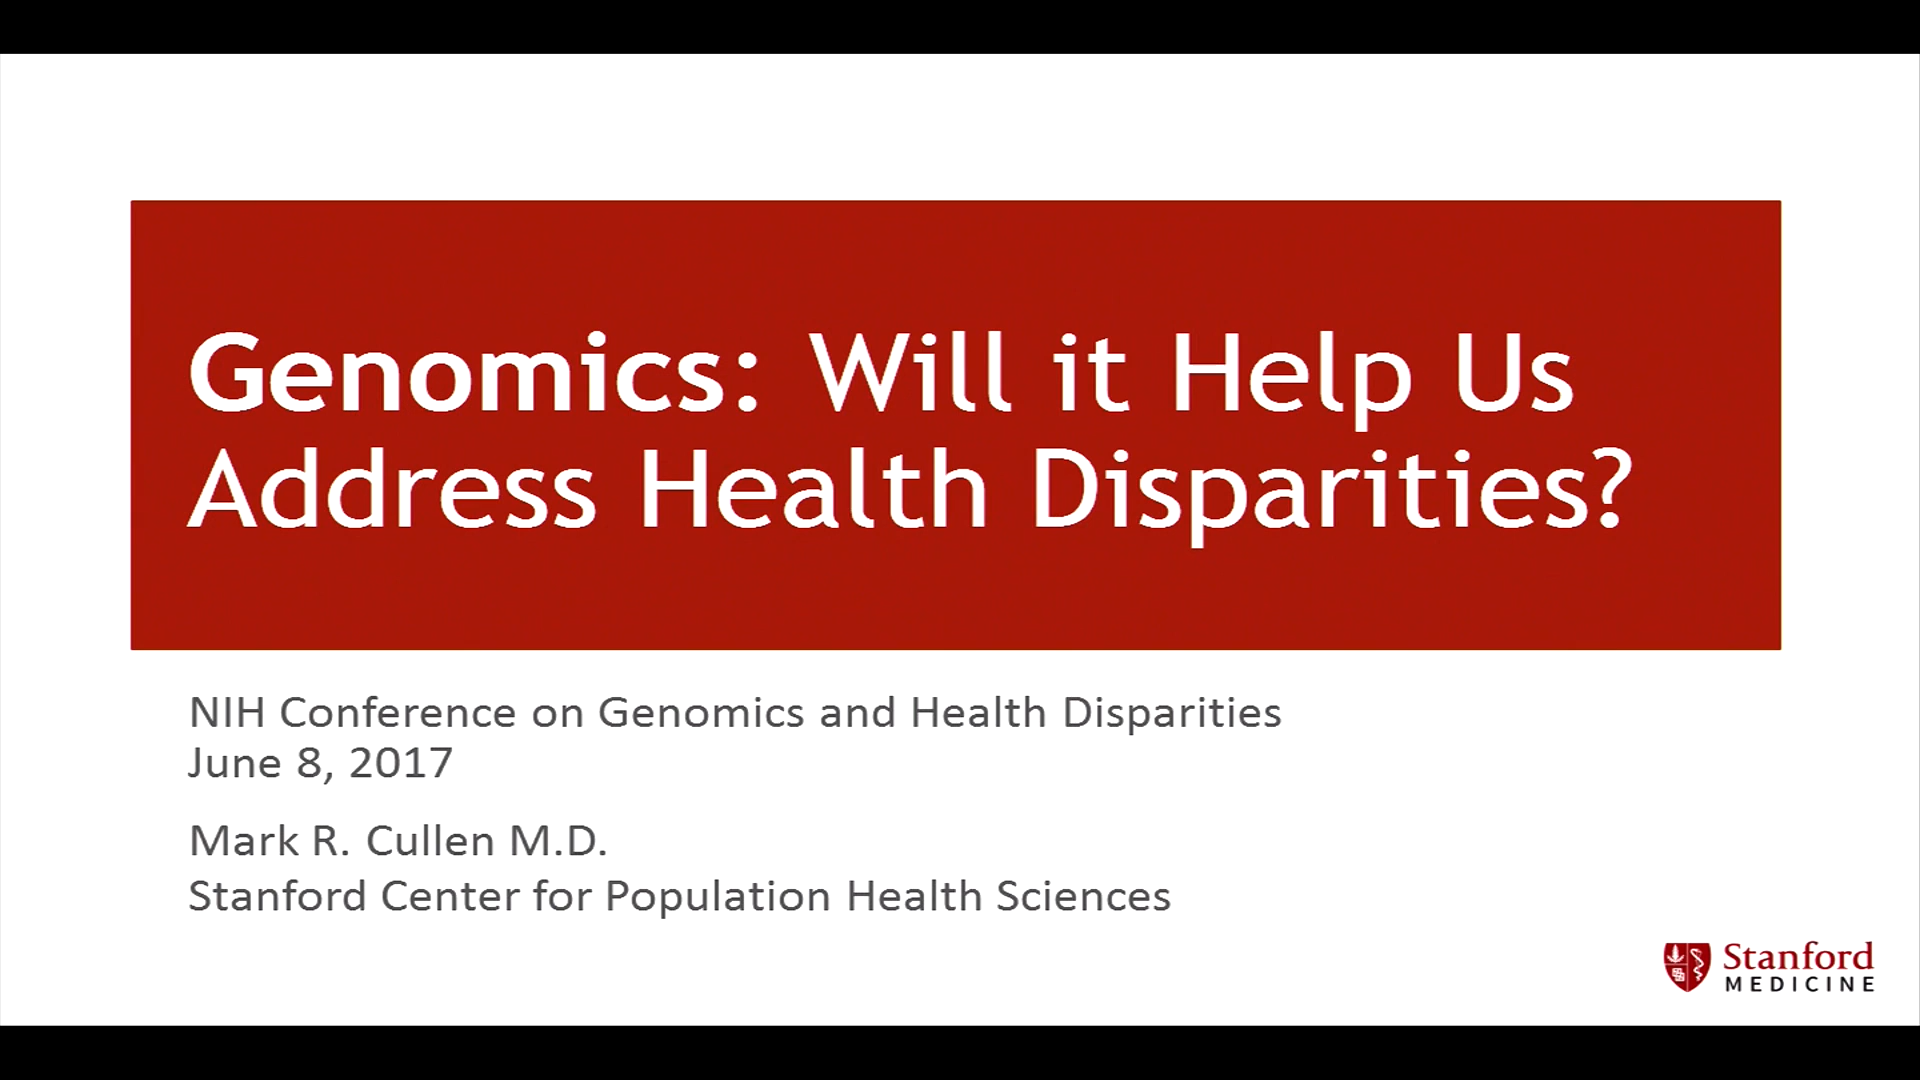 Genomics: Will it Help Us
Address Health Disparities?
NIH Conference on Genomics and Health Disparities
June 8, 2017
Mark R. Cullen M.D.
Stanford Center for Population Health Sciences
Stanford
MEDICINE